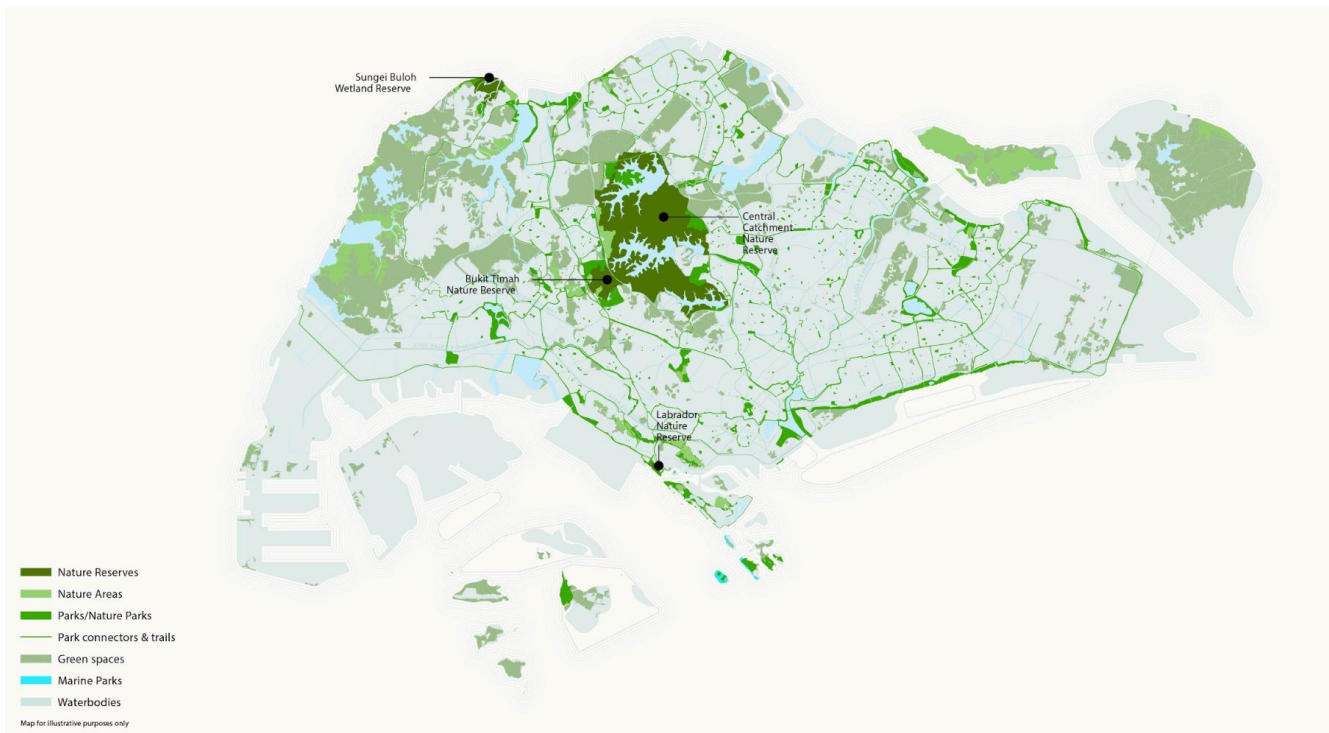 Sungei Buloh
Wetland Reserve
Central
Catchment
Nature
Reserve
Bukit Timah
Nature Reserve
Labrador
Nature
Reserve
Nature Reserves
Nature Areas
Parks/Nature Parks
Park connectors & trails
Green spaces
Marine Parks
Waterbodies
Map for illustrative purposes only